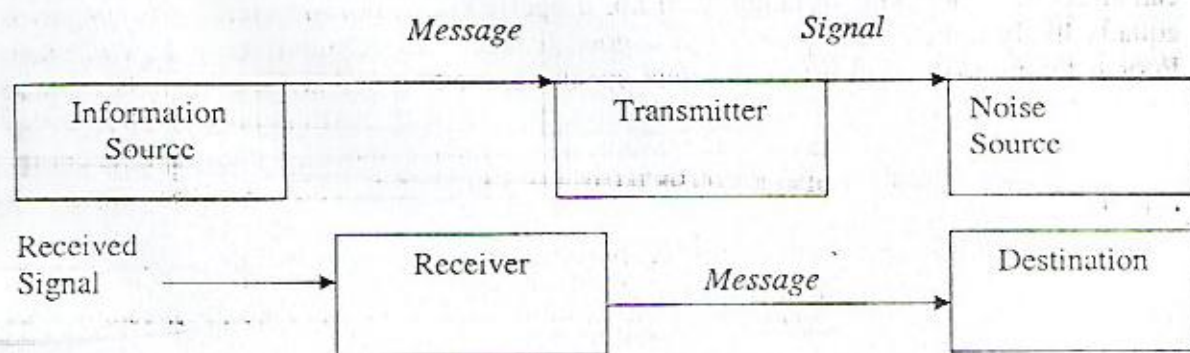 Message Signal
Information Transmitter Noise
Source Source
Received Receiver Destination
Signal Message